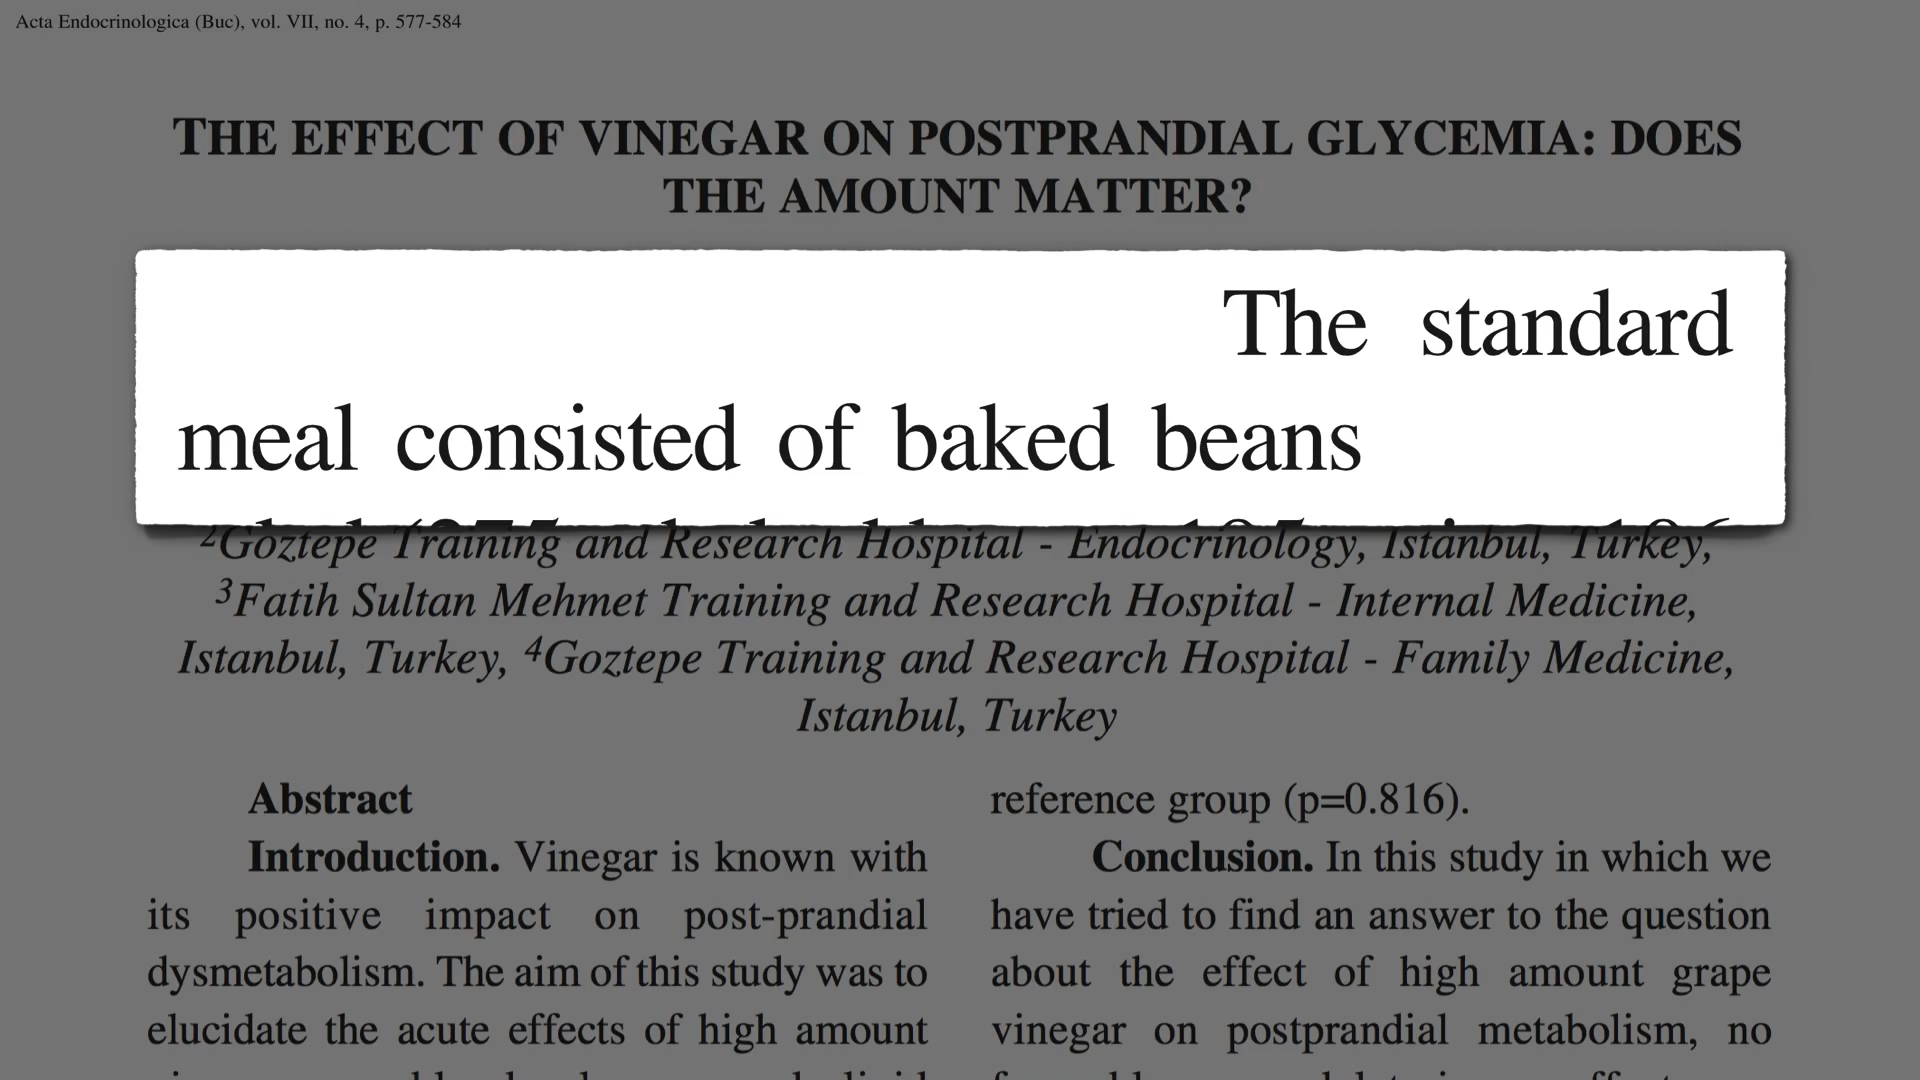 Acta Endocrinologica (Buc), vol. VII, no. 4, p. 577-584
THE EFFECT OF VINEGAR ON POSTPRANDIAL GLYCEMIA: DOES
THE AMOUNT MATTER?
The standard
meal consisted of baked beans
²Goztepe Training and Research Hospital - Endocrinology, Istanbul, Turkey,
³Fatih Sultan Mehmet Training and Research Hospital - Internal Medicine,
Istanbul, Turkey, ⁴Goztepe Training and Research Hospital - Family Medicine,
Istanbul, Turkey
Abstract
Introduction. Vinegar is known with
its positive impact on post-prandial
dysmetabolism. The aim of this study was to
elucidate the acute effects of high amount
reference group (p=0.816).
Conclusion. In this study in which we
have tried to find an answer to the question
about the effect of high amount grape
vinegar on postprandial metabolism, no